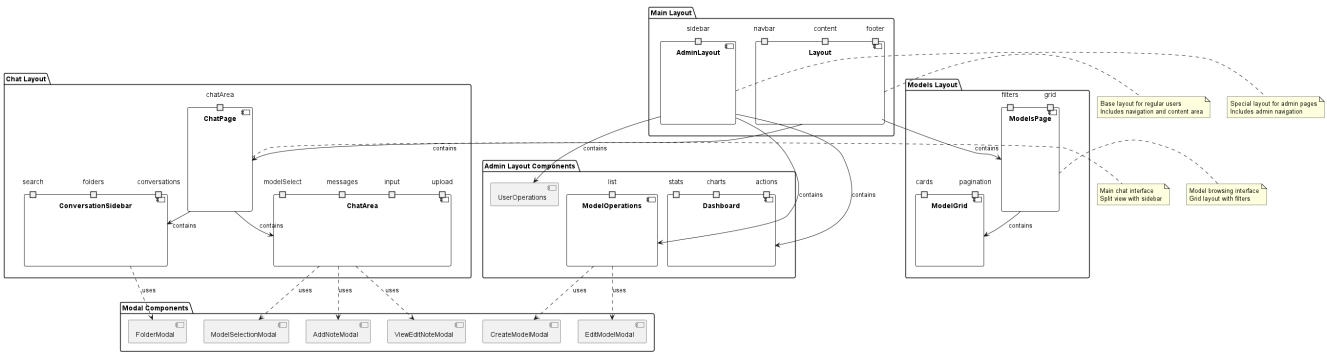 Main Layout
sidebar
navbar
content
footer
AdminLayout
Layout
Chat Layout
chatArea
ChatPage
Models Layout
filters
grid
ModelsPage
Base layout for regular users
Includes navigation and content area
Special layout for admin pages
Includes admin navigation
contains
contains
contains
Admin Layout Components
search
folders
conversations
ConversationSidebar
modelSelect
messages
input
upload
ChatArea
UserOperations
list
ModelOperations
stats
charts
actions
Dashboard
cards
pagination
ModelGrid
Main chat interface
Split view with sidebar
Model browsing interface
Grid layout with filters
contains
contains
contains
contains
contains
uses
uses
uses
uses
uses
uses
Modal Components
FolderModal
ModelSelectionModal
AddNoteModal
ViewEditNoteModal
CreateModelModal
EditModelModal